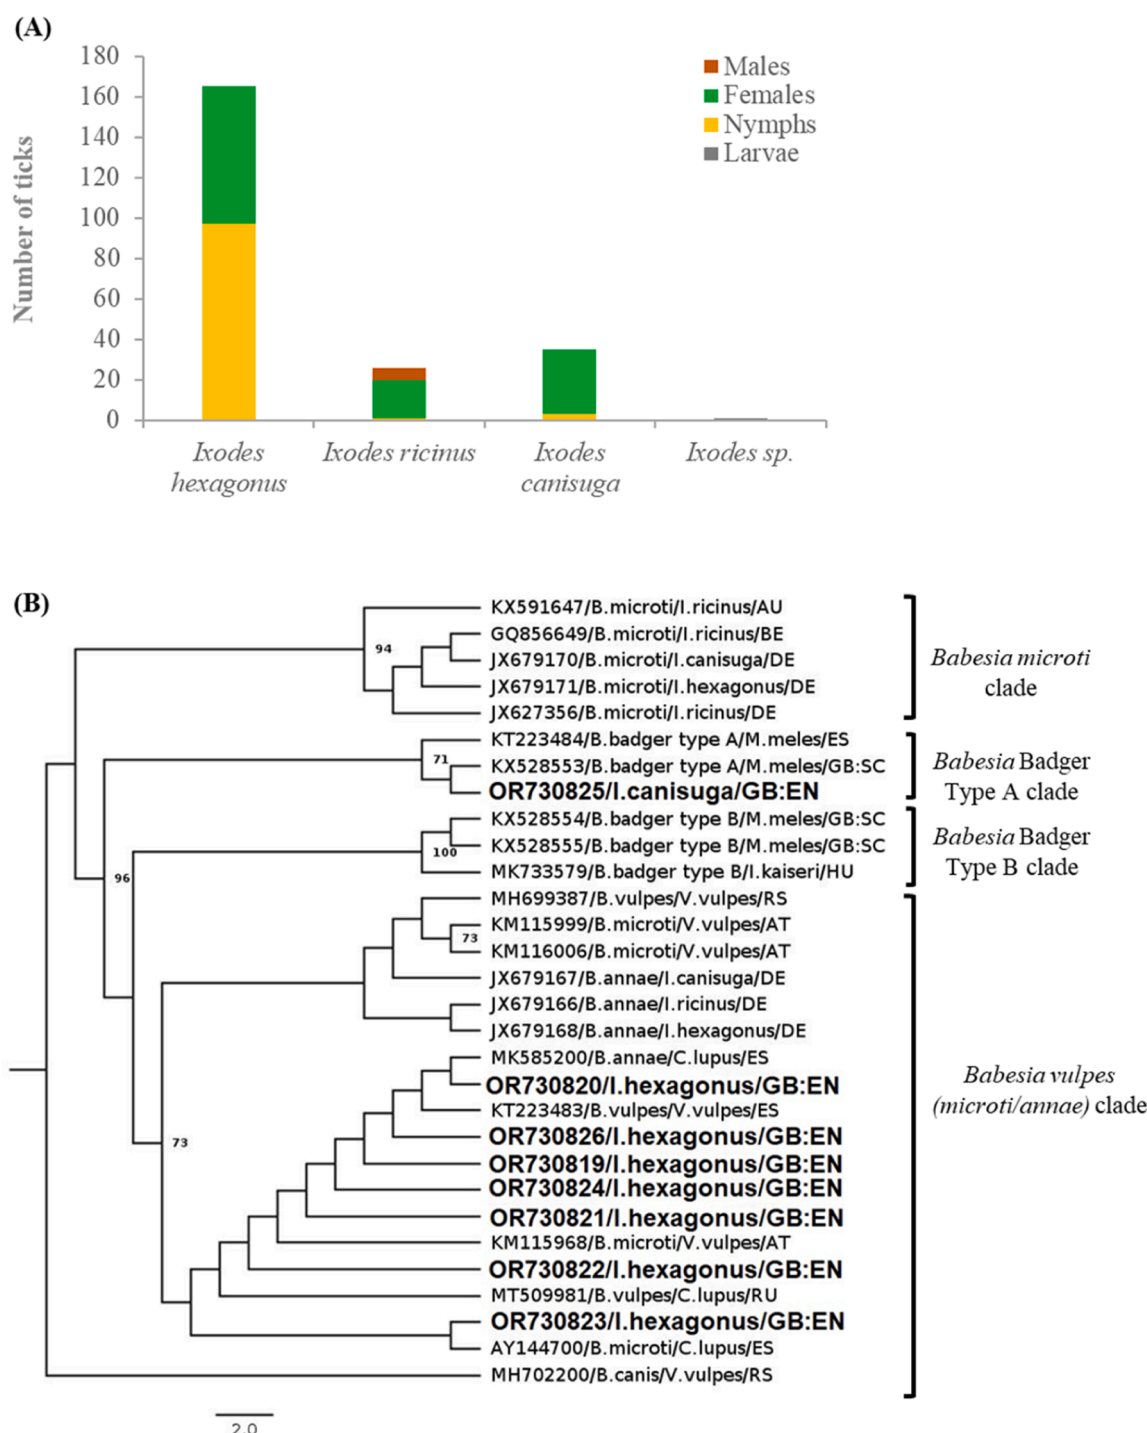 (A)
180
160
140
120
100
80
60
40
20
0
Number of ticks
Males
Females
Nymphs
Larvae
Ixodes
hexagonus
Ixodes ricinus
Ixodes
canisuga
Ixodes sp.
(B)
KX591647/B.microti/I.ricinus/AU
GQ856649/B.microti/I.ricinus/BE
JX679170/B.microti/I.canisuga/DE
JX679171/B.microti/I.hexagonus/DE
JX627356/B.microti/I.ricinus/DE
KT223484/B.badger type A/M.meles/ES
KX528553/B.badger type A/M.meles/GB:SC
OR730825/I.canisuga/GB:EN
KX528554/B.badger type B/M.meles/GB:SC
KX528555/B.badger type B/M.meles/GB:SC
MK733579/B.badger type B/I.kaiseri/HU
MH699387/B.vulpes/V.vulpes/RS
KM115999/B.microti/V.vulpes/AT
KM116006/B.microti/V.vulpes/AT
JX679167/B.annae/I.canisuga/DE
JX679166/B.annae/I.ricinus/DE
JX679168/B.annae/I.hexagonus/DE
MK585200/B.annae/C.lupus/ES
OR730820/I.hexagonus/GB:EN
KT223483/B.vulpes/V.vulpes/ES
OR730826/I.hexagonus/GB:EN
OR730819/I.hexagonus/GB:EN
OR730824/I.hexagonus/GB:EN
OR730821/I.hexagonus/GB:EN
KM115968/B.microti/V.vulpes/AT
OR730822/I.hexagonus/GB:EN
MT509981/B.vulpes/C.lupus/RU
OR730823/I.hexagonus/GB:EN
AY144700/B.microti/C.lupus/ES
MH702200/B.canis/V.vulpes/RS
94
71
100
96
73
73
2.0
Babesia microti
clade
Babesia Badger
Type A clade
Babesia Badger
Type B clade
Babesia vulpes
(microti/annae) clade